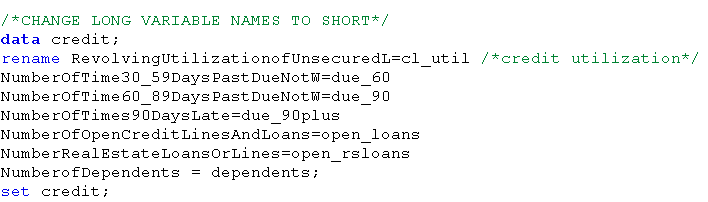 /*CHANGE LONG VARIABLE NAMES TO SHORT*/
data credit;
rename RevolvingUtilizationofUnsecuredL=cl_util /*credit utilization*/
NumberOfTime30_59DaysPastDueNotW=due_60
NumberOfTime60_89DaysPastDueNotW=due_90
NumberOfTimes90DaysLate=due_90plus
NumberOfOpenCreditLinesAndLoans=open_loans
NumberRealEstateLoansOrLines=open_rsloans
NumberofDependents = dependents;
set credit;